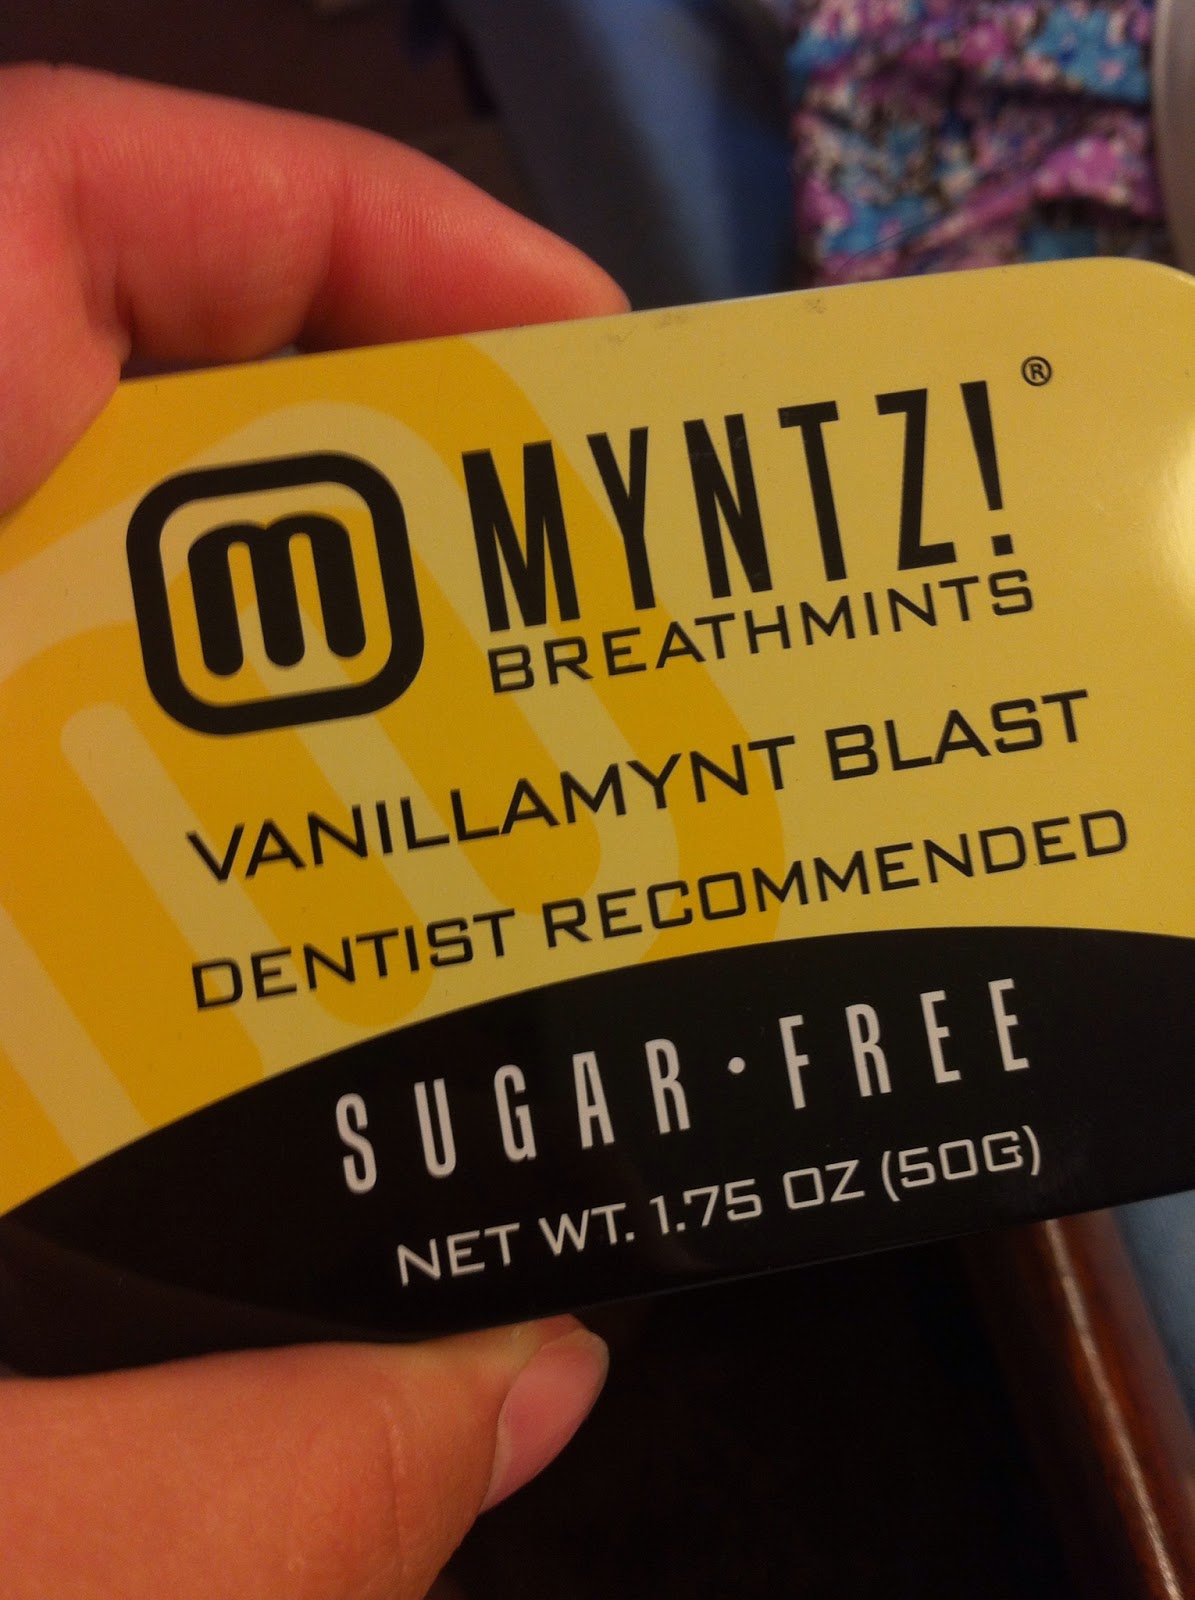 m
MYNTZ!®
BREATHMINTS
VANILLAMYNT BLAST
DENTIST RECOMMENDED
SUGAR·FREE
NET WT. 1.75 OZ (50G)